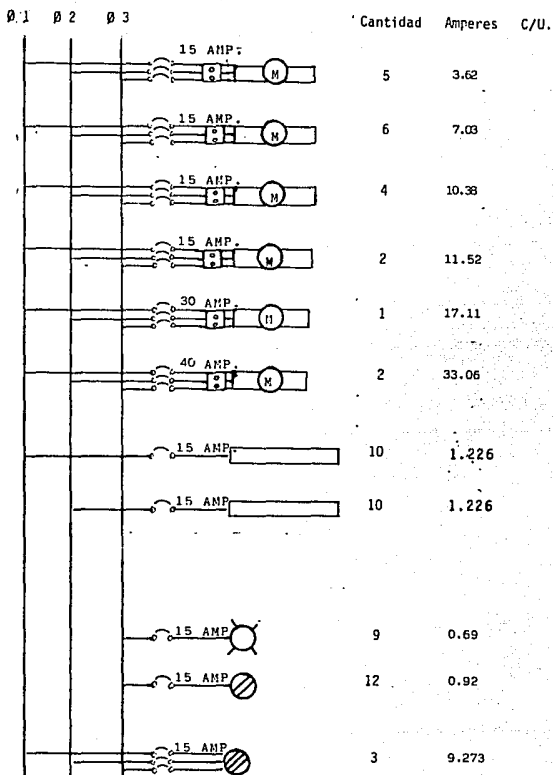 Ø 1 Ø 2 Ø 3 Cantidad Amperes C/U.
15 AMP. M 5 3.62
15 AMP. M 6 7.03
15 AMP. M 4 10.38
15 AMP. M 2 11.52
30 AMP. M 1 17.11
40 AMP. M 2 33.06
15 AMP 10 1.226
15 AMP 10 1.226
15 AMP 9 0.69
15 AMP 12 0.92
15 AMP 3 9.273